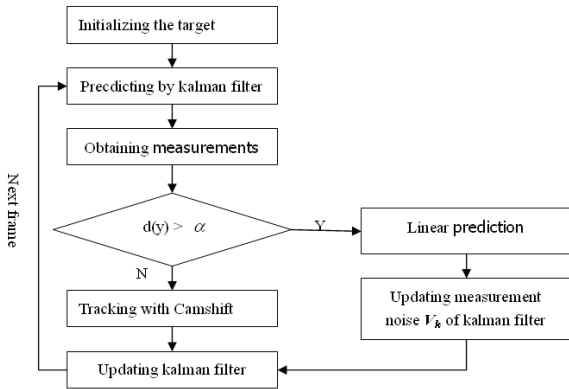 Initializing the target
Precdicting by kalman filter
Obtaining measurements
Next frame
d(y) > α
Y
Linear prediction
N
Tracking with Camshift
Updating measurement
noise Vk of kalman filter
Updating kalman filter